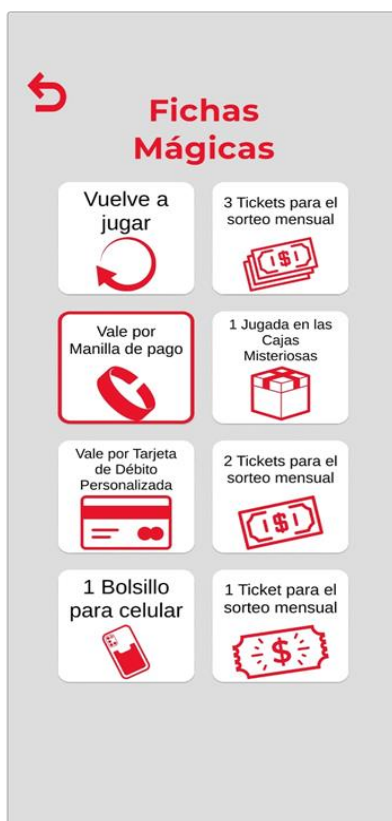 Fichas
Mágicas
Vuelve a
jugar
3 Tickets para el
sorteo mensual
Vale por
Manilla de pago
1 Jugada en las
Cajas
Misteriosas
Vale por Tarjeta
de Débito
Personalizada
2 Tickets para el
sorteo mensual
1 Bolsillo
para celular
1 Ticket para el
sorteo mensual